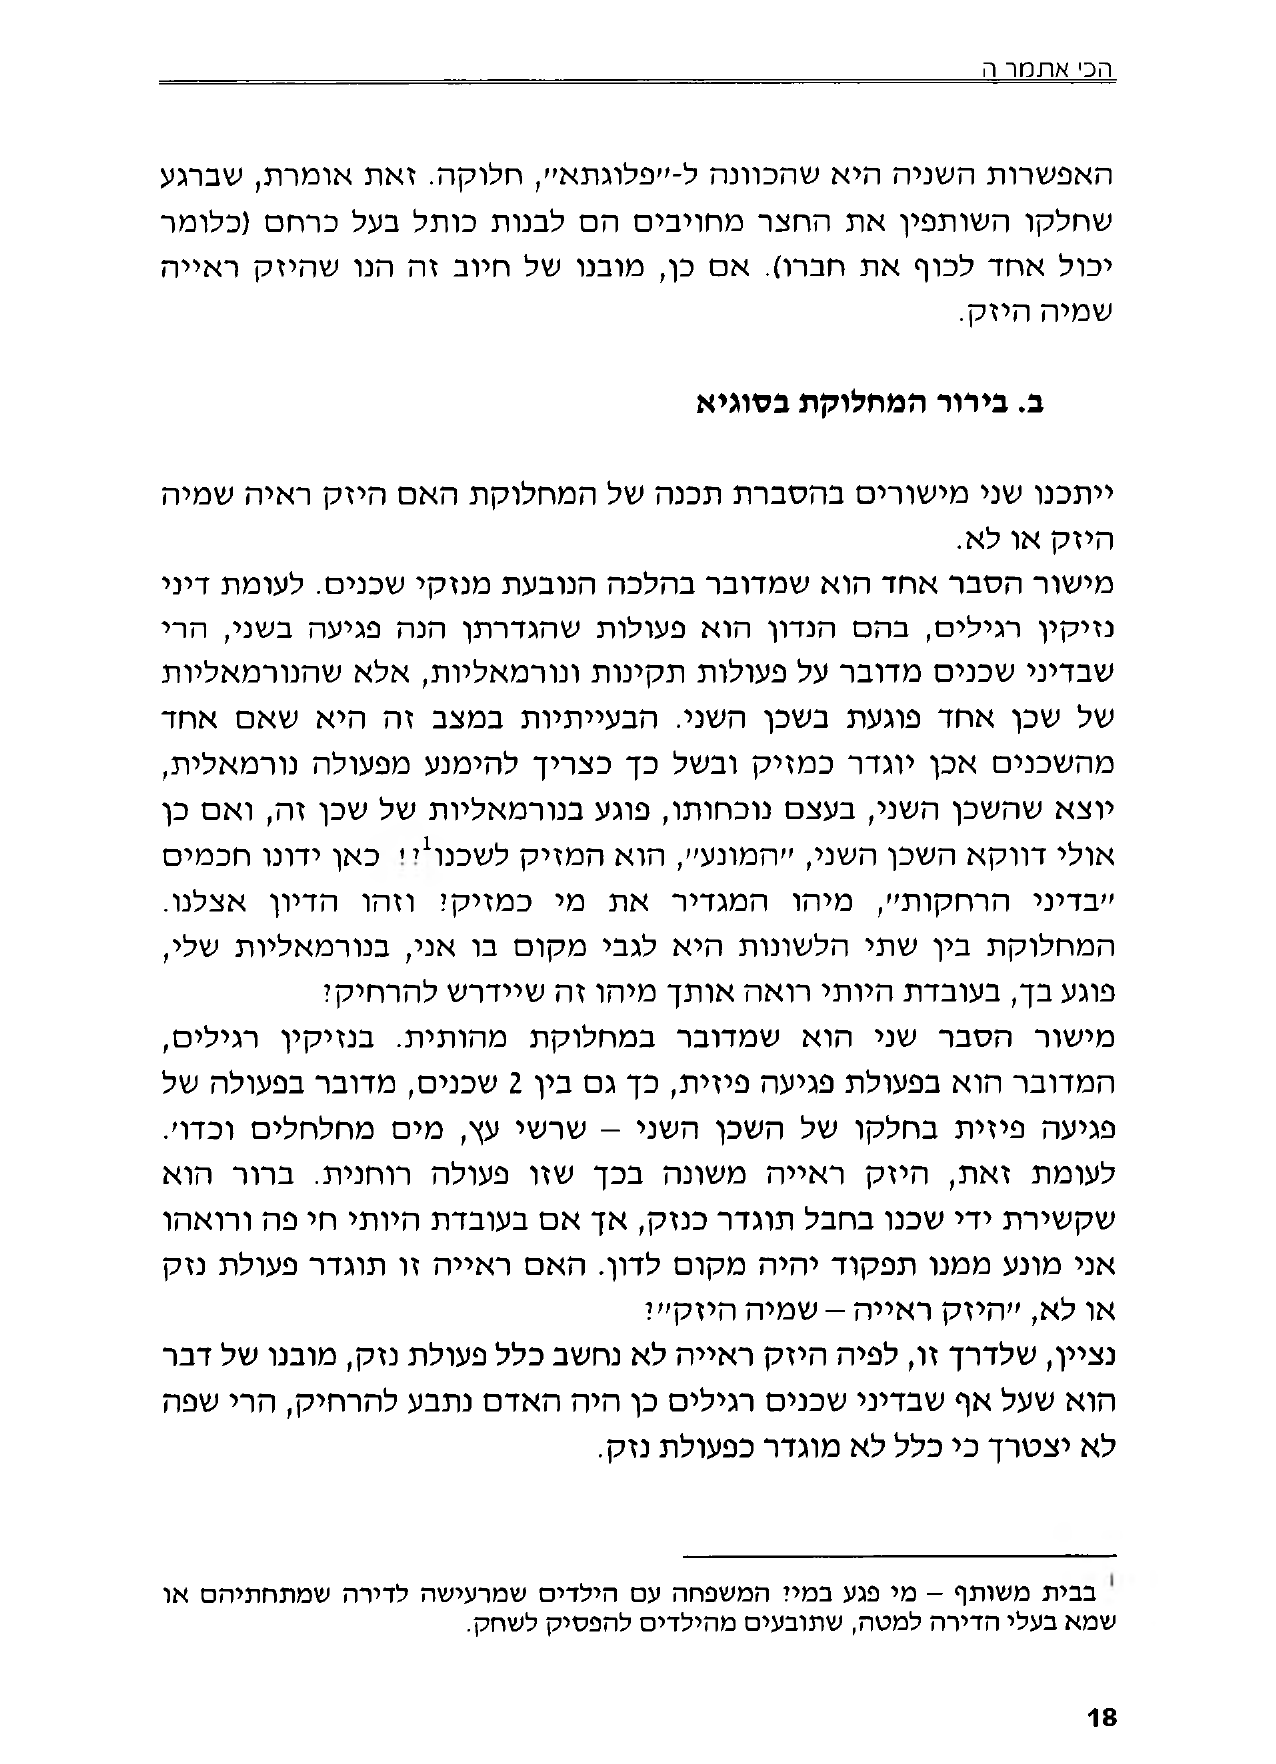 הכי אתמר ה
האפשרות השניה היא שהכוונה ל-״פלוגתא״, חלוקה. זאת אומרת, שברגע
שחלקו השותפין את החצר מחויבים הם לבנות כותל בעל כרחם (כלומר
יכול אחד לכוף את חברו). אם כן, מובנו של חיוב זה הנו שהיזק ראייה
שמיה היזק.
ב. בירור המחלוקת בסוגיא
ייתכנו שני מישורים בהסברת תכנה של המחלוקת האם היזק ראיה שמיה
היזק או לא.
מישור הסבר אחד הוא שמדובר בהלכה הנובעת מנזקי שכנים. לעומת דיני
נזיקין רגילים, בהם הנדון הוא פעולות שהגדרתן הנה פגיעה בשני, הרי
שבדיני שכנים מדובר על פעולות תקינות ונורמאליות, אלא שהנורמאליות
של שכן אחד פוגעת בשכן השני. הבעייתיות במצב זה היא שאם אחד
מהשכנים אכן יוגדר כמזיק ובשל כך כצריך להימנע מפעולה נורמאלית,
יוצא שהשכן השני, בעצם נוכחותו, פוגע בנורמאליות של שכן זה, ואם כן
אולי דווקא השכן השני, ״המונע״, הוא המזיק לשכנו¹?! כאן ידונו חכמים
״בדיני הרחקות״, מיהו המגדיר את מי כמזיק? וזהו הדיון אצלנו.
המחלוקת בין שתי הלשונות היא לגבי מקום בו אני, בנורמאליות שלי,
פוגע בך, בעובדת היותי רואה אותך מיהו זה שיידרש להרחיק?
מישור הסבר שני הוא שמדובר במחלוקת מהותית. בנזיקין רגילים,
המדובר הוא בפעולת פגיעה פיזית, כך גם בין 2 שכנים, מדובר בפעולה של
פגיעה פיזית בחלקו של השכן השני – שרשי עץ, מים מחלחלים וכדו׳.
לעומת זאת, היזק ראייה משונה בכך שזו פעולה רוחנית. ברור הוא
שקשירת ידי שכנו בחבל תוגדר כנזק, אך אם בעובדת היותי חי פה ורואהו
אני מונע ממנו תפקוד יהיה מקום לדון. האם ראייה זו תוגדר פעולת נזק
או לא, ״היזק ראייה – שמיה היזק״?
נציין, שלדרך זו, לפיה היזק ראייה לא נחשב כלל פעולת נזק, מובנו של דבר
הוא שעל אף שבדיני שכנים רגילים כן היה האדם נתבע להרחיק, הרי שפה
לא יצטרך כי כלל לא מוגדר כפעולת נזק.
¹ בבית משותף – מי פגע במי? המשפחה עם הילדים שמרעישה לדירה שמתחתיהם או
שמא בעלי הדירה למטה, שתובעים מהילדים להפסיק לשחק.
18